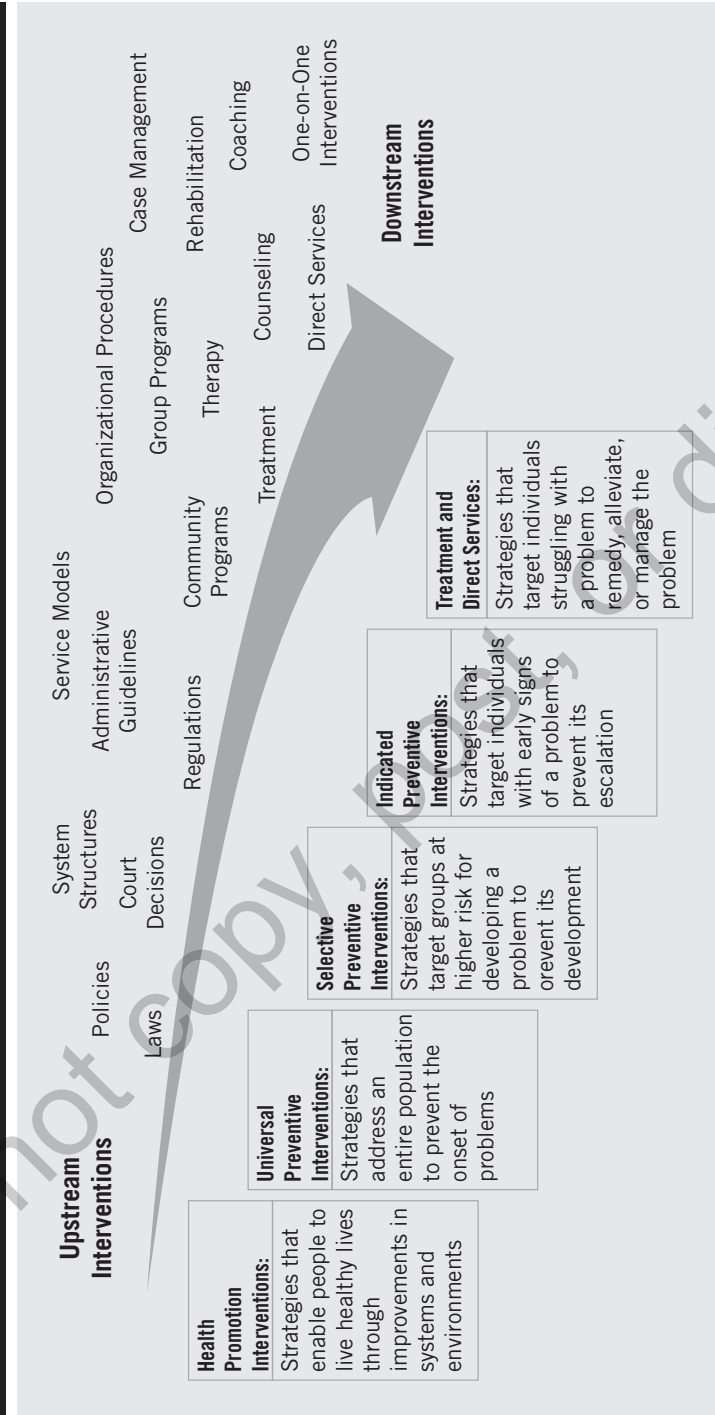 Upstream
Interventions
Policies
Laws
System
Structures
Court
Decisions
Service Models
Administrative
Guidelines
Regulations
Organizational Procedures
Group Programs
Community
Programs
Therapy
Treatment
Case Management
Rehabilitation
Counseling
Coaching
Direct Services
One-on-One
Interventions
Downstream
Interventions
Health
Promotion
Interventions:
Strategies that
enable people to
live healthy lives
through
improvements in
systems and
environments
Universal
Preventive
Interventions:
Strategies that
address an
entire population
to prevent the
onset of
problems
Selective
Preventive
Interventions:
Strategies that
target groups at
higher risk for
developing a
problem to
orevent its
development
Indicated
Preventive
Interventions:
Strategies that
target individuals
with early signs
of a problem to
prevent its
escalation
Treatment and
Direct Services:
Strategies that
target individuals
struggling with
a problem to
remedy, alleviate,
or manage the
problem
not copy, post, or